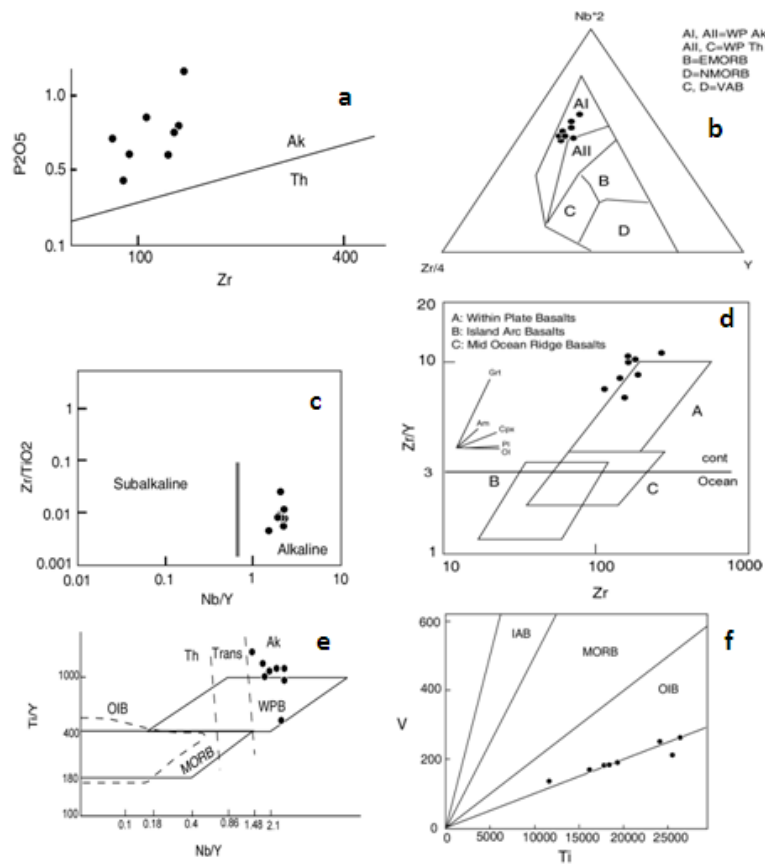 a
1.0
0.5
0.1
P2O5
Ak
Th
100
400
Zr
Nb*2
AI, AII=WP Ak
AII, C=WP Th
B=EMORB
D=NMORB
C, D=VAB
b
AI
AII
B
C
D
Zr/4
Y
c
1
0.1
0.01
0.001
Zr/TiO2
Subalkaline
Alkaline
0.01
0.1
1
10
Nb/Y
d
20
10
3
1
Zr/Y
A: Within Plate Basalts
B: Island Arc Basalts
C: Mid Ocean Ridge Basalts
Grt
Am
Cpx
Pl
Ol
A
B
C
cont
Ocean
10
100
1000
Zr
e
Th
Trans
Ak
1000
400
180
100
Ti/Y
OIB
WPB
MORB
0.1
0.18
0.4
0.86
1.48
2.1
Nb/Y
f
600
400
200
0
V
IAB
MORB
OIB
0
5000
10000
15000
20000
25000
Ti